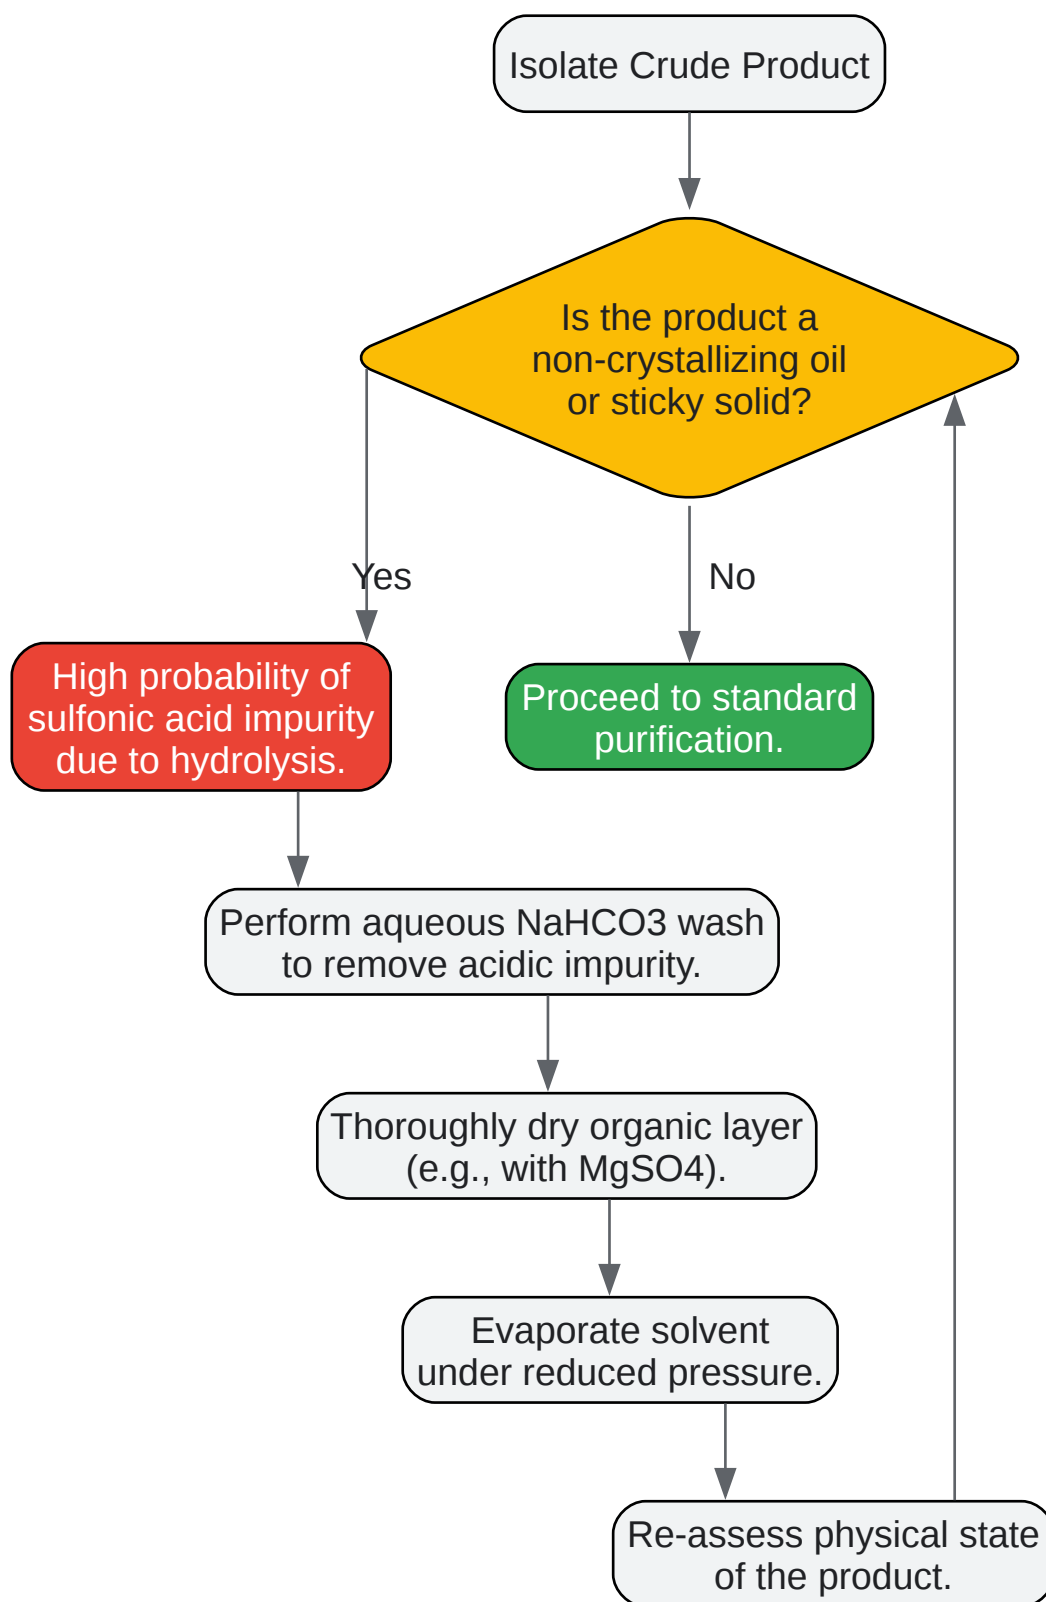 Isolate Crude Product
Is the product a
non-crystallizing oil
or sticky solid?
Yes
No
High probability of
sulfonic acid impurity
due to hydrolysis.
Proceed to standard
purification.
Perform aqueous NaHCO3 wash
to remove acidic impurity.
Thoroughly dry organic layer
(e.g., with MgSO4).
Evaporate solvent
under reduced pressure.
Re-assess physical state
of the product.